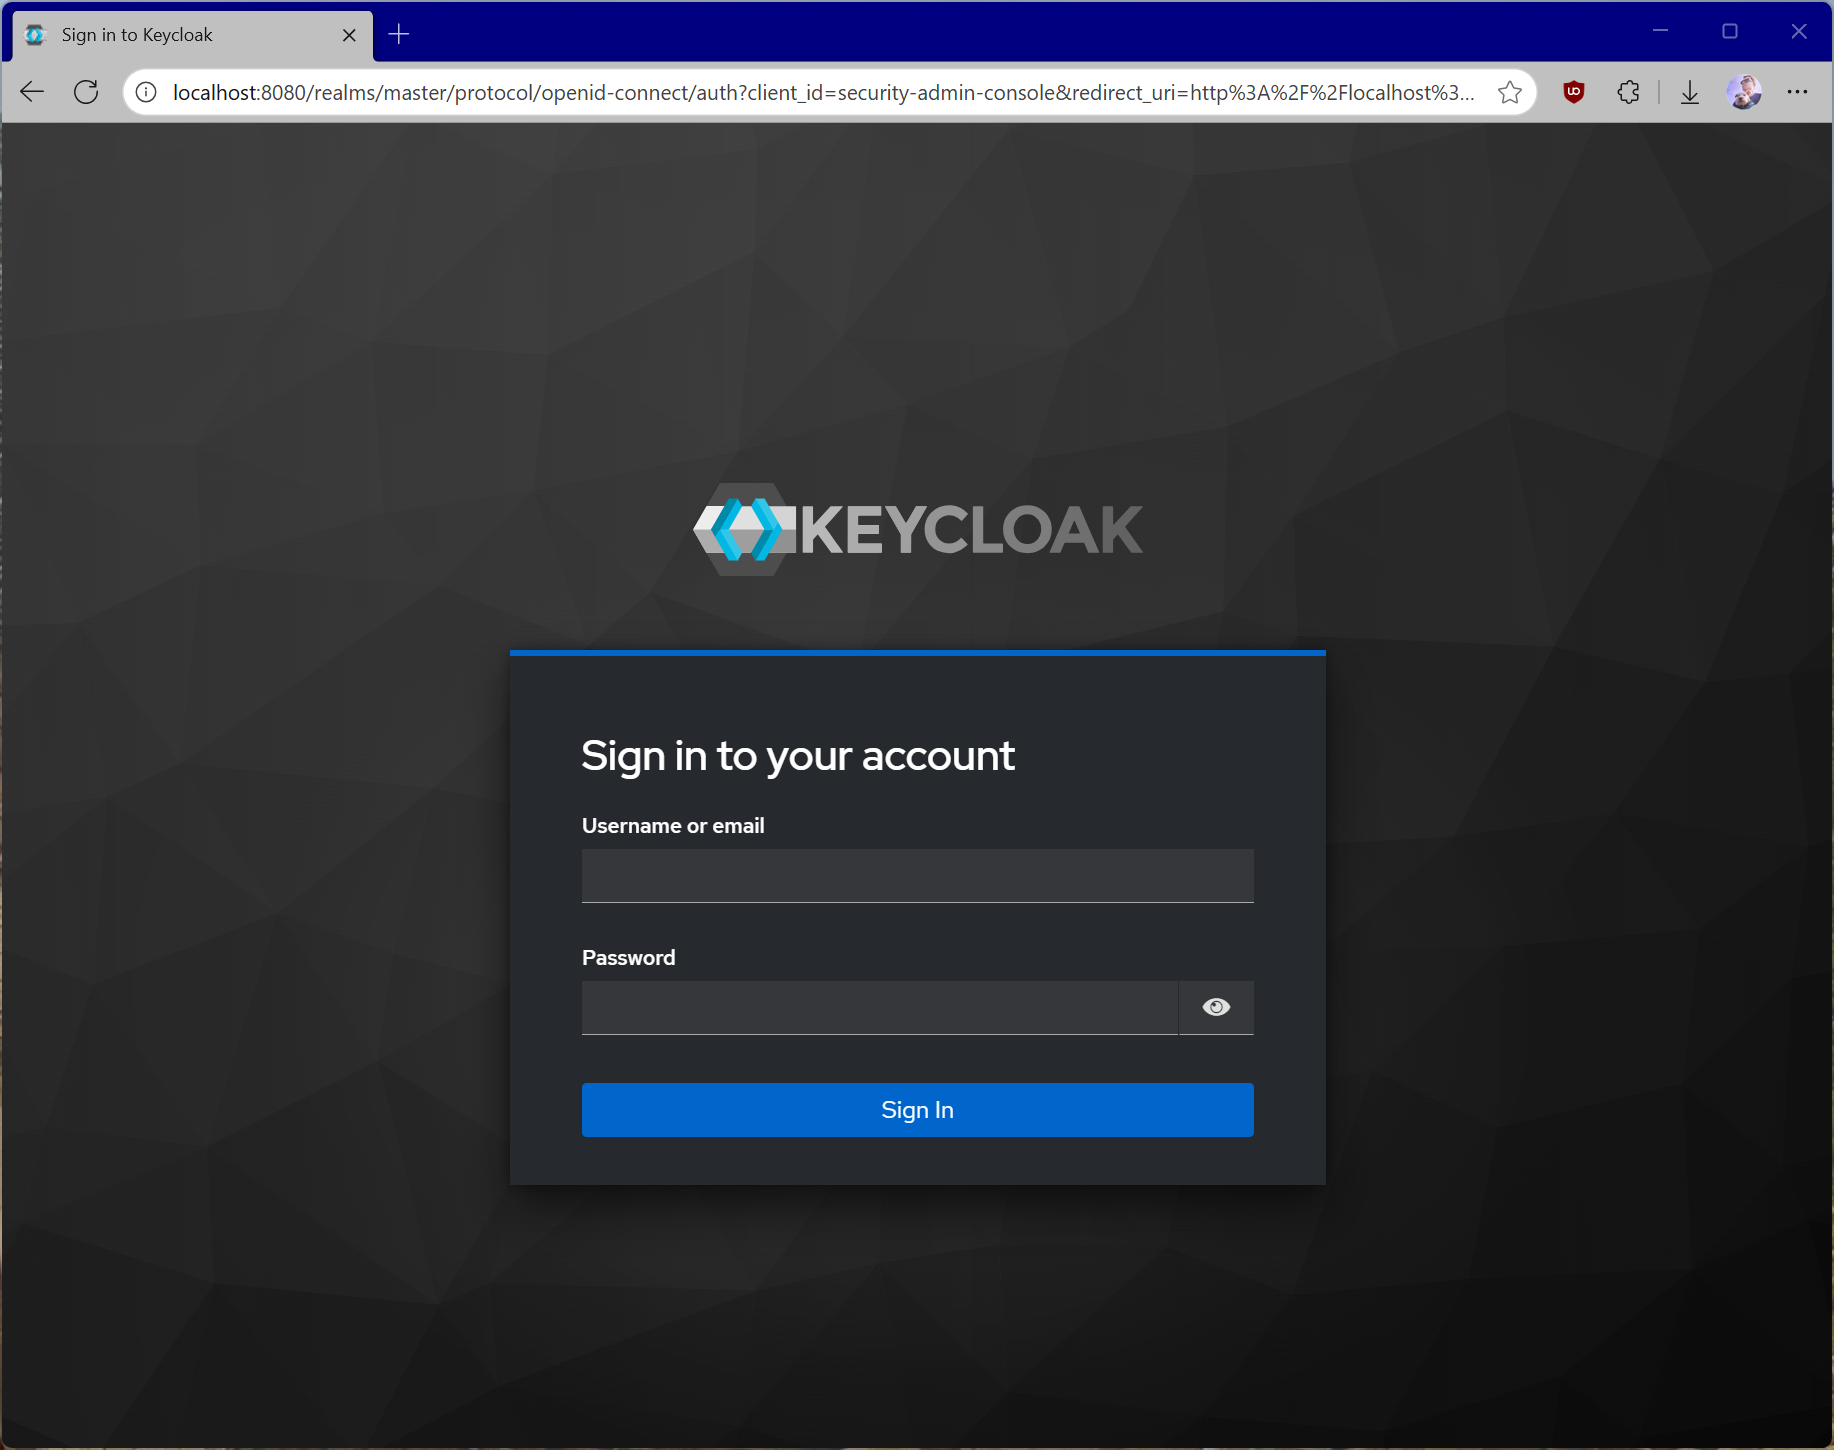 Sign in to Keycloak
localhost:8080/realms/master/protocol/openid-connect/auth?client_id=security-admin-console&redirect_uri=http%3A%2F%2Flocalhost%3...
KEYCLOAK
Sign in to your account
Username or email
Password
Sign In